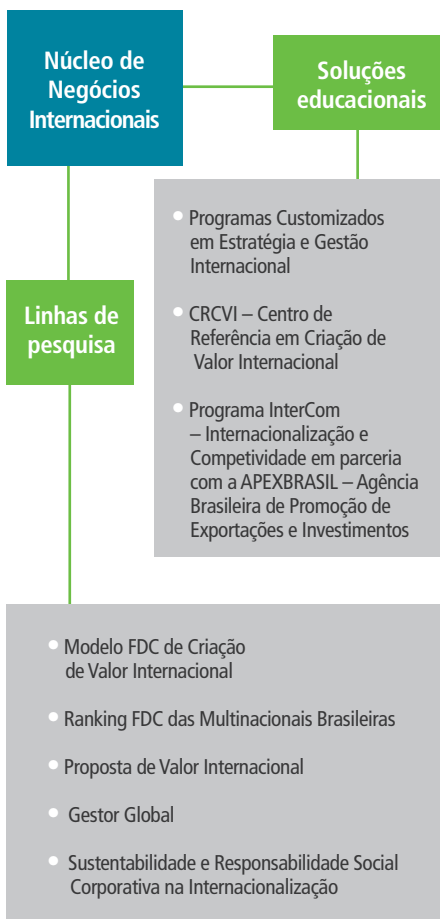 Núcleo de
Negócios
Internacionais
Soluções
educacionais
• Programas Customizados
em Estratégia e Gestão
Internacional
• CRCVI – Centro de
Referência em Criação de
Valor Internacional
• Programa InterCom
– Internacionalização e
Competividade em parceria
com a APEXBRASIL – Agência
Brasileira de Promoção de
Exportações e Investimentos
Linhas de
pesquisa
• Modelo FDC de Criação
de Valor Internacional
• Ranking FDC das Multinacionais Brasileiras
• Proposta de Valor Internacional
• Gestor Global
• Sustentabilidade e Responsabilidade Social
Corporativa na Internacionalização